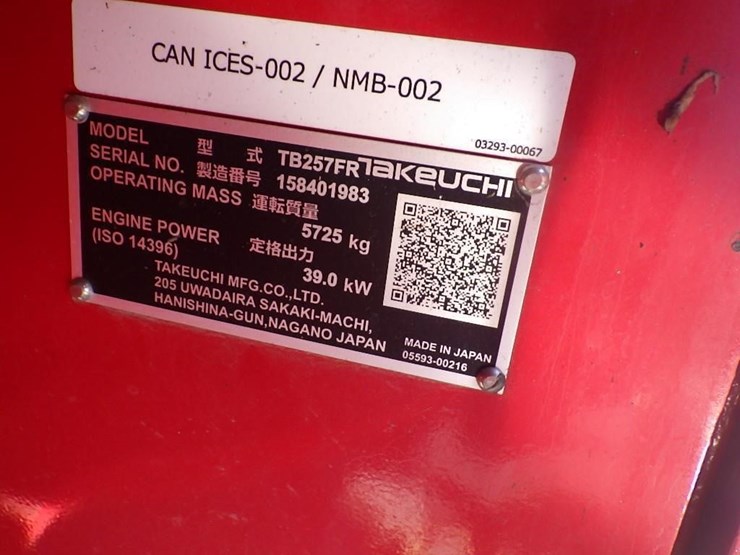 CAN ICES-002 / NMB-002
03293-00067
MODEL 型 式 TB257FR TAKEUCHI
SERIAL NO. 製造番号 158401983
OPERATING MASS 運転質量
5725 kg
ENGINE POWER 定格出力
(ISO 14396) 39.0 kW
TAKEUCHI MFG.CO.,LTD.
205 UWADAIRA SAKAKI-MACHI,
HANISHINA-GUN,NAGANO JAPAN
MADE IN JAPAN
05593-00216